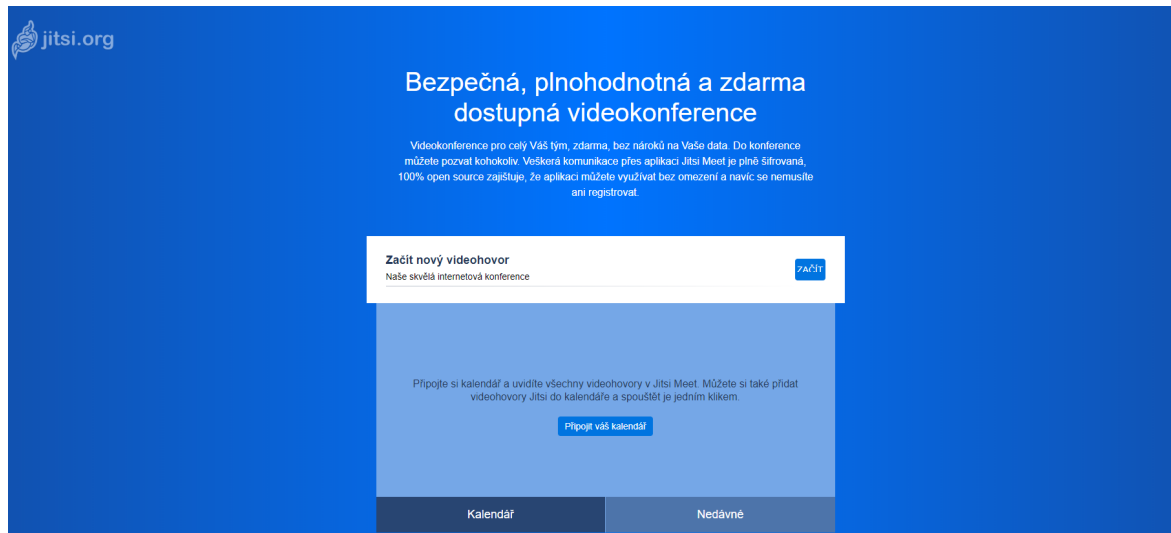 jitsi.org
Bezpečná, plnohodnotná a zdarma
dostupná videokonference
Videokonference pro celý Váš tým, zdarma, bez nároků na Vaše data. Do konference
můžete pozvat kohokoliv. Veškerá komunikace přes aplikaci Jitsi Meet je plně šifrovaná,
100% open source zajištuje, že aplikaci můžete využívat bez omezení a navíc se nemusíte
ani registrovat.
Začít nový videohovor
Naše skvělá internetová konference
ZAČÍT
Připojte si kalendář a uvidíte všechny videohovory v Jitsi Meet. Můžete si také přidat
videohovory Jitsi do kalendáře a spouštět je jedním klikem.
Připojit váš kalendář
Kalendář
Nedávné